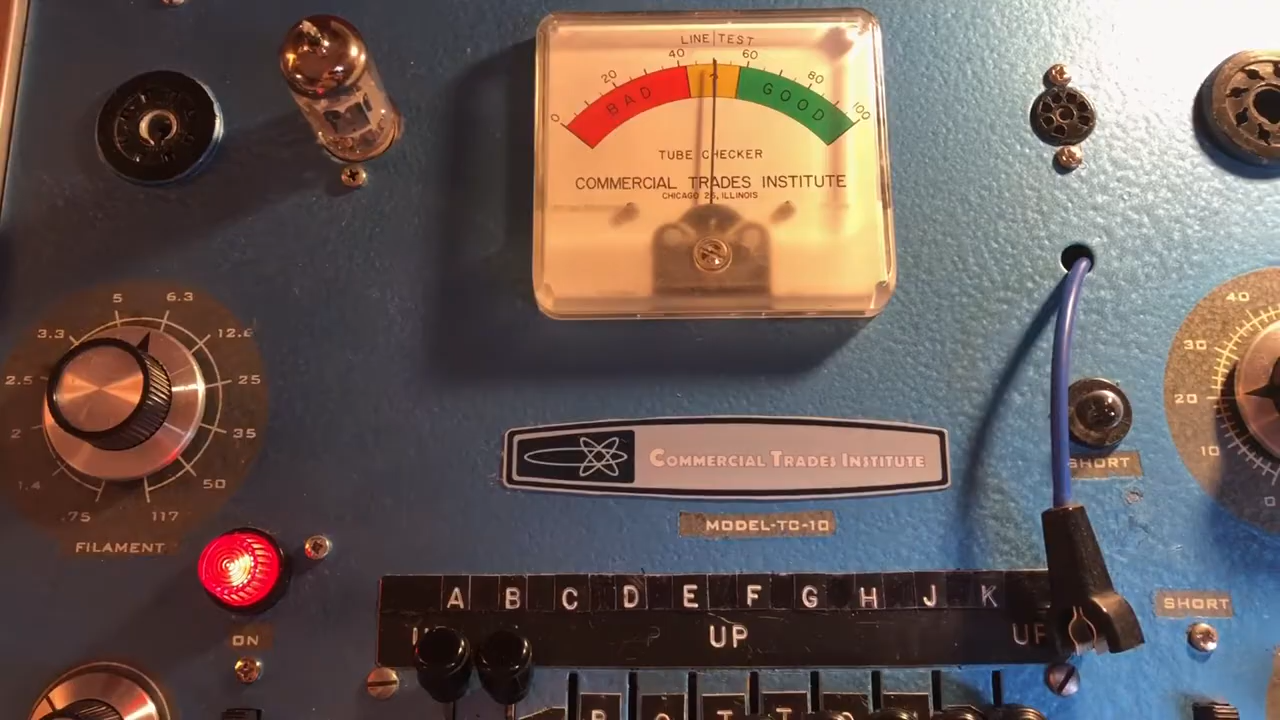 LINE TEST
0 20 40 60 80 100
BAD GOOD
TUBE CHECKER
COMMERCIAL TRADES INSTITUTE
CHICAGO 26, ILLINOIS
.75 1.4 2 2.5 3.3 5 6.3 12.6 25 35 50 117
FILAMENT
0 10 20 30 40
SHORT
COMMERCIAL TRADES INSTITUTE
MODEL-TC-10
ON
A B C D E F G H J K
UP
SHORT